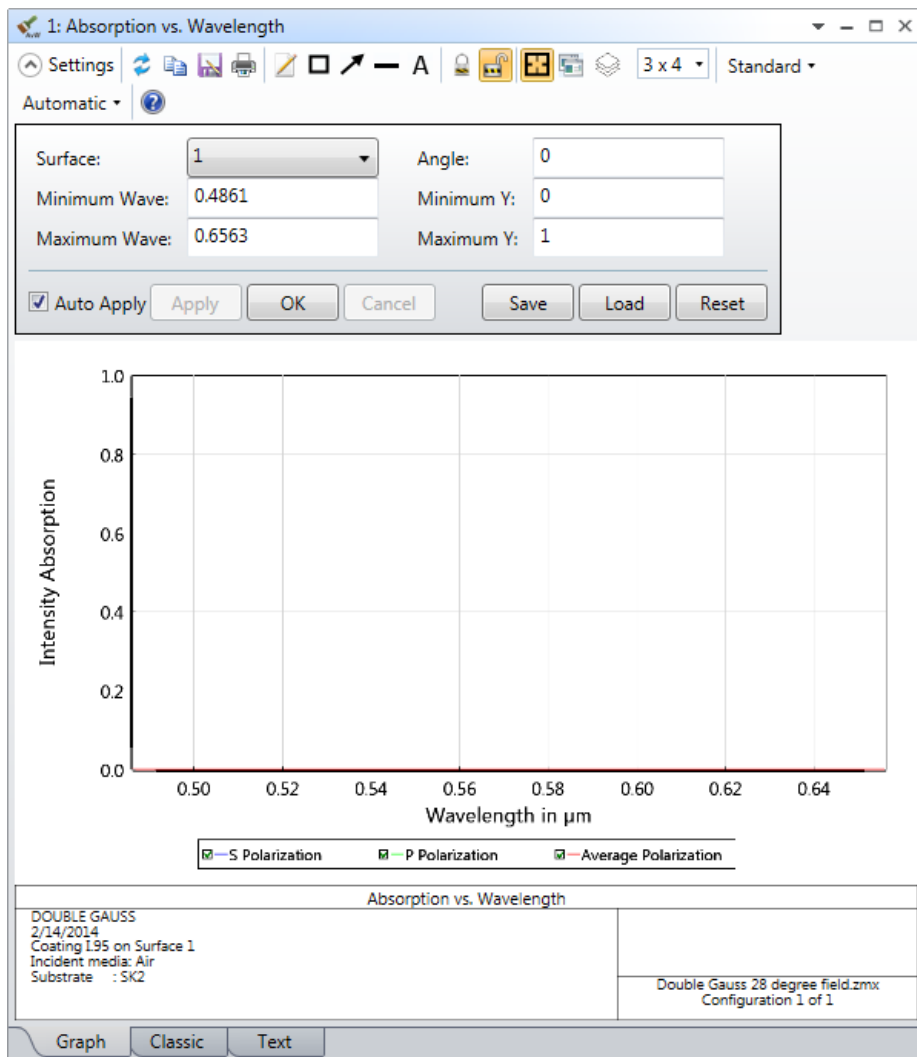 1: Absorption vs. Wavelength
Settings A 3 x 4 Standard
Automatic ?
Surface: 1 Angle: 0
Minimum Wave: 0.4861 Minimum Y: 0
Maximum Wave: 0.6563 Maximum Y: 1
Auto Apply Apply OK Cancel Save Load Reset
1.0
0.8
0.6
0.4
0.2
0.0
Intensity Absorption
0.50 0.52 0.54 0.56 0.58 0.60 0.62 0.64
Wavelength in µm
S Polarization P Polarization Average Polarization
Absorption vs. Wavelength
DOUBLE GAUSS
2/14/2014
Coating I.95 on Surface 1
Incident media: Air
Substrate : SK2
Double Gauss 28 degree field.zmx
Configuration 1 of 1
Graph Classic Text